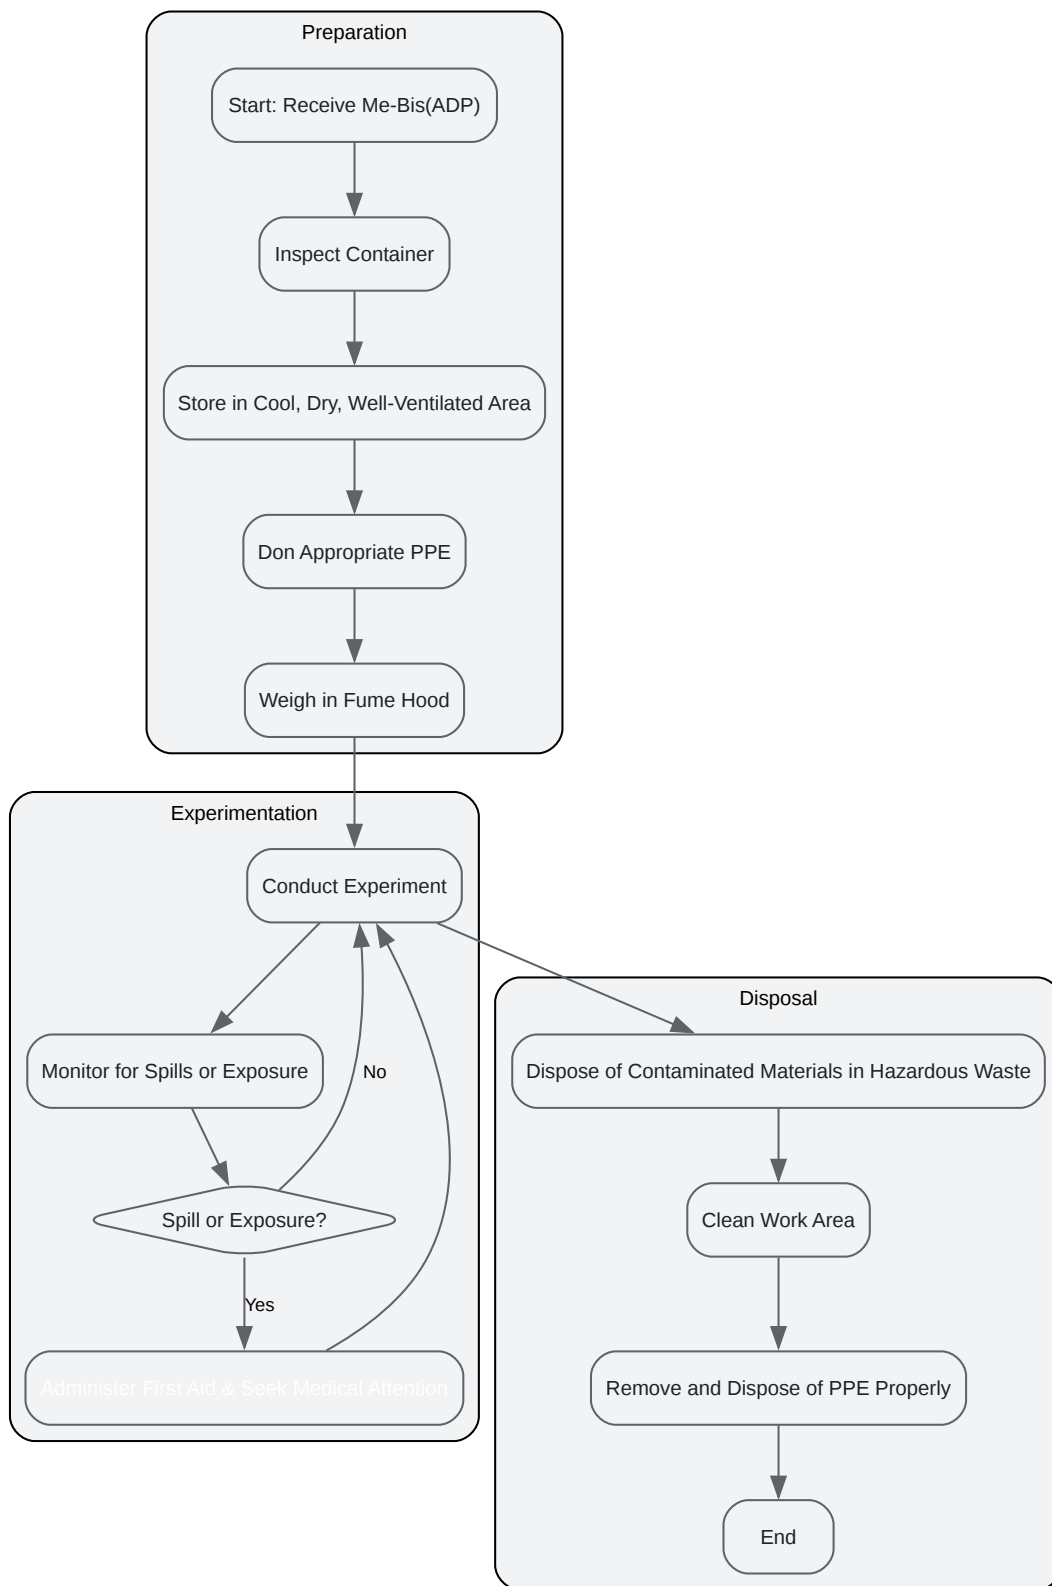 Preparation
Start: Receive Me-Bis(ADP)
Inspect Container
Store in Cool, Dry, Well-Ventilated Area
Don Appropriate PPE
Weigh in Fume Hood
Experimentation
Conduct Experiment
Monitor for Spills or Exposure
No
Spill or Exposure?
Yes
Administer First Aid & Seek Medical Attention
Disposal
Dispose of Contaminated Materials in Hazardous Waste
Clean Work Area
Remove and Dispose of PPE Properly
End